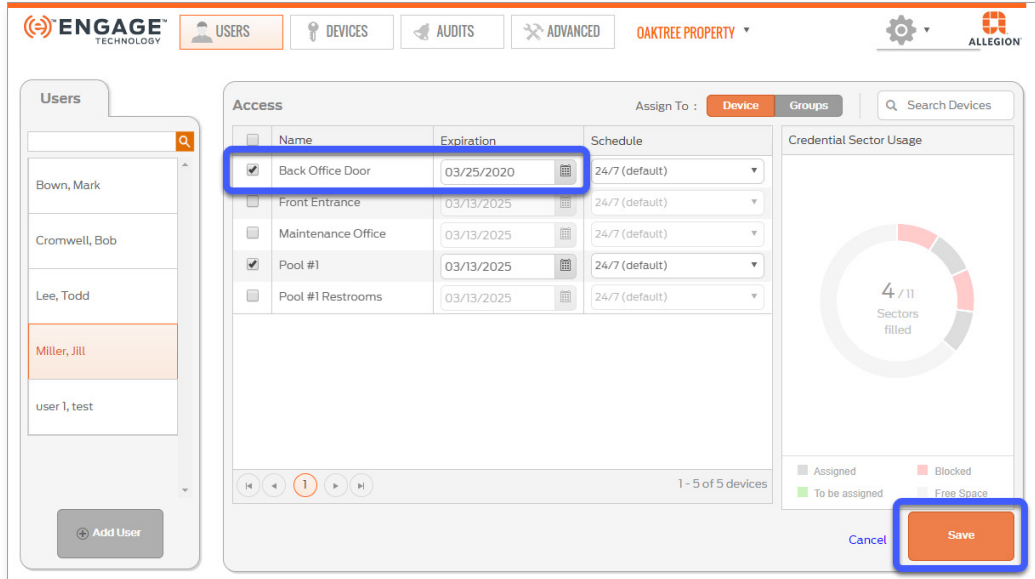 ENGAGE™
TECHNOLOGY
USERS
DEVICES
AUDITS
ADVANCED
OAKTREE PROPERTY
ALLEGION
Users
Bown, Mark
Cromwell, Bob
Lee, Todd
Miller, Jill
user 1, test
Add User
Access
Assign To : Device Groups
Search Devices
Name Expiration Schedule
Back Office Door 03/25/2020 24/7 (default)
Front Entrance 03/13/2025 24/7 (default)
Maintenance Office 03/13/2025 24/7 (default)
Pool #1 03/13/2025 24/7 (default)
Pool #1 Restrooms 03/13/2025 24/7 (default)
1
1 - 5 of 5 devices
Credential Sector Usage
4 / 11
Sectors
filled
Assigned Blocked
To be assigned Free Space
Cancel Save